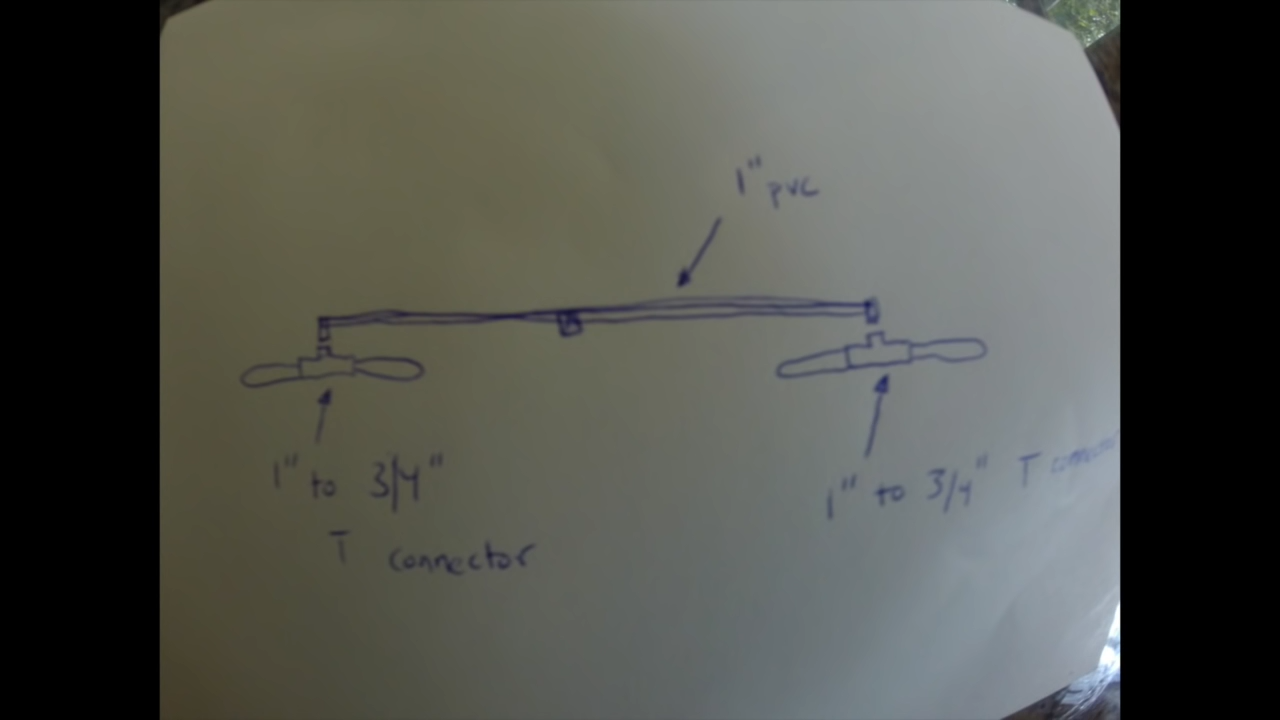 1" pvc
1" to 3/4"
T connector
1" to 3/4" T